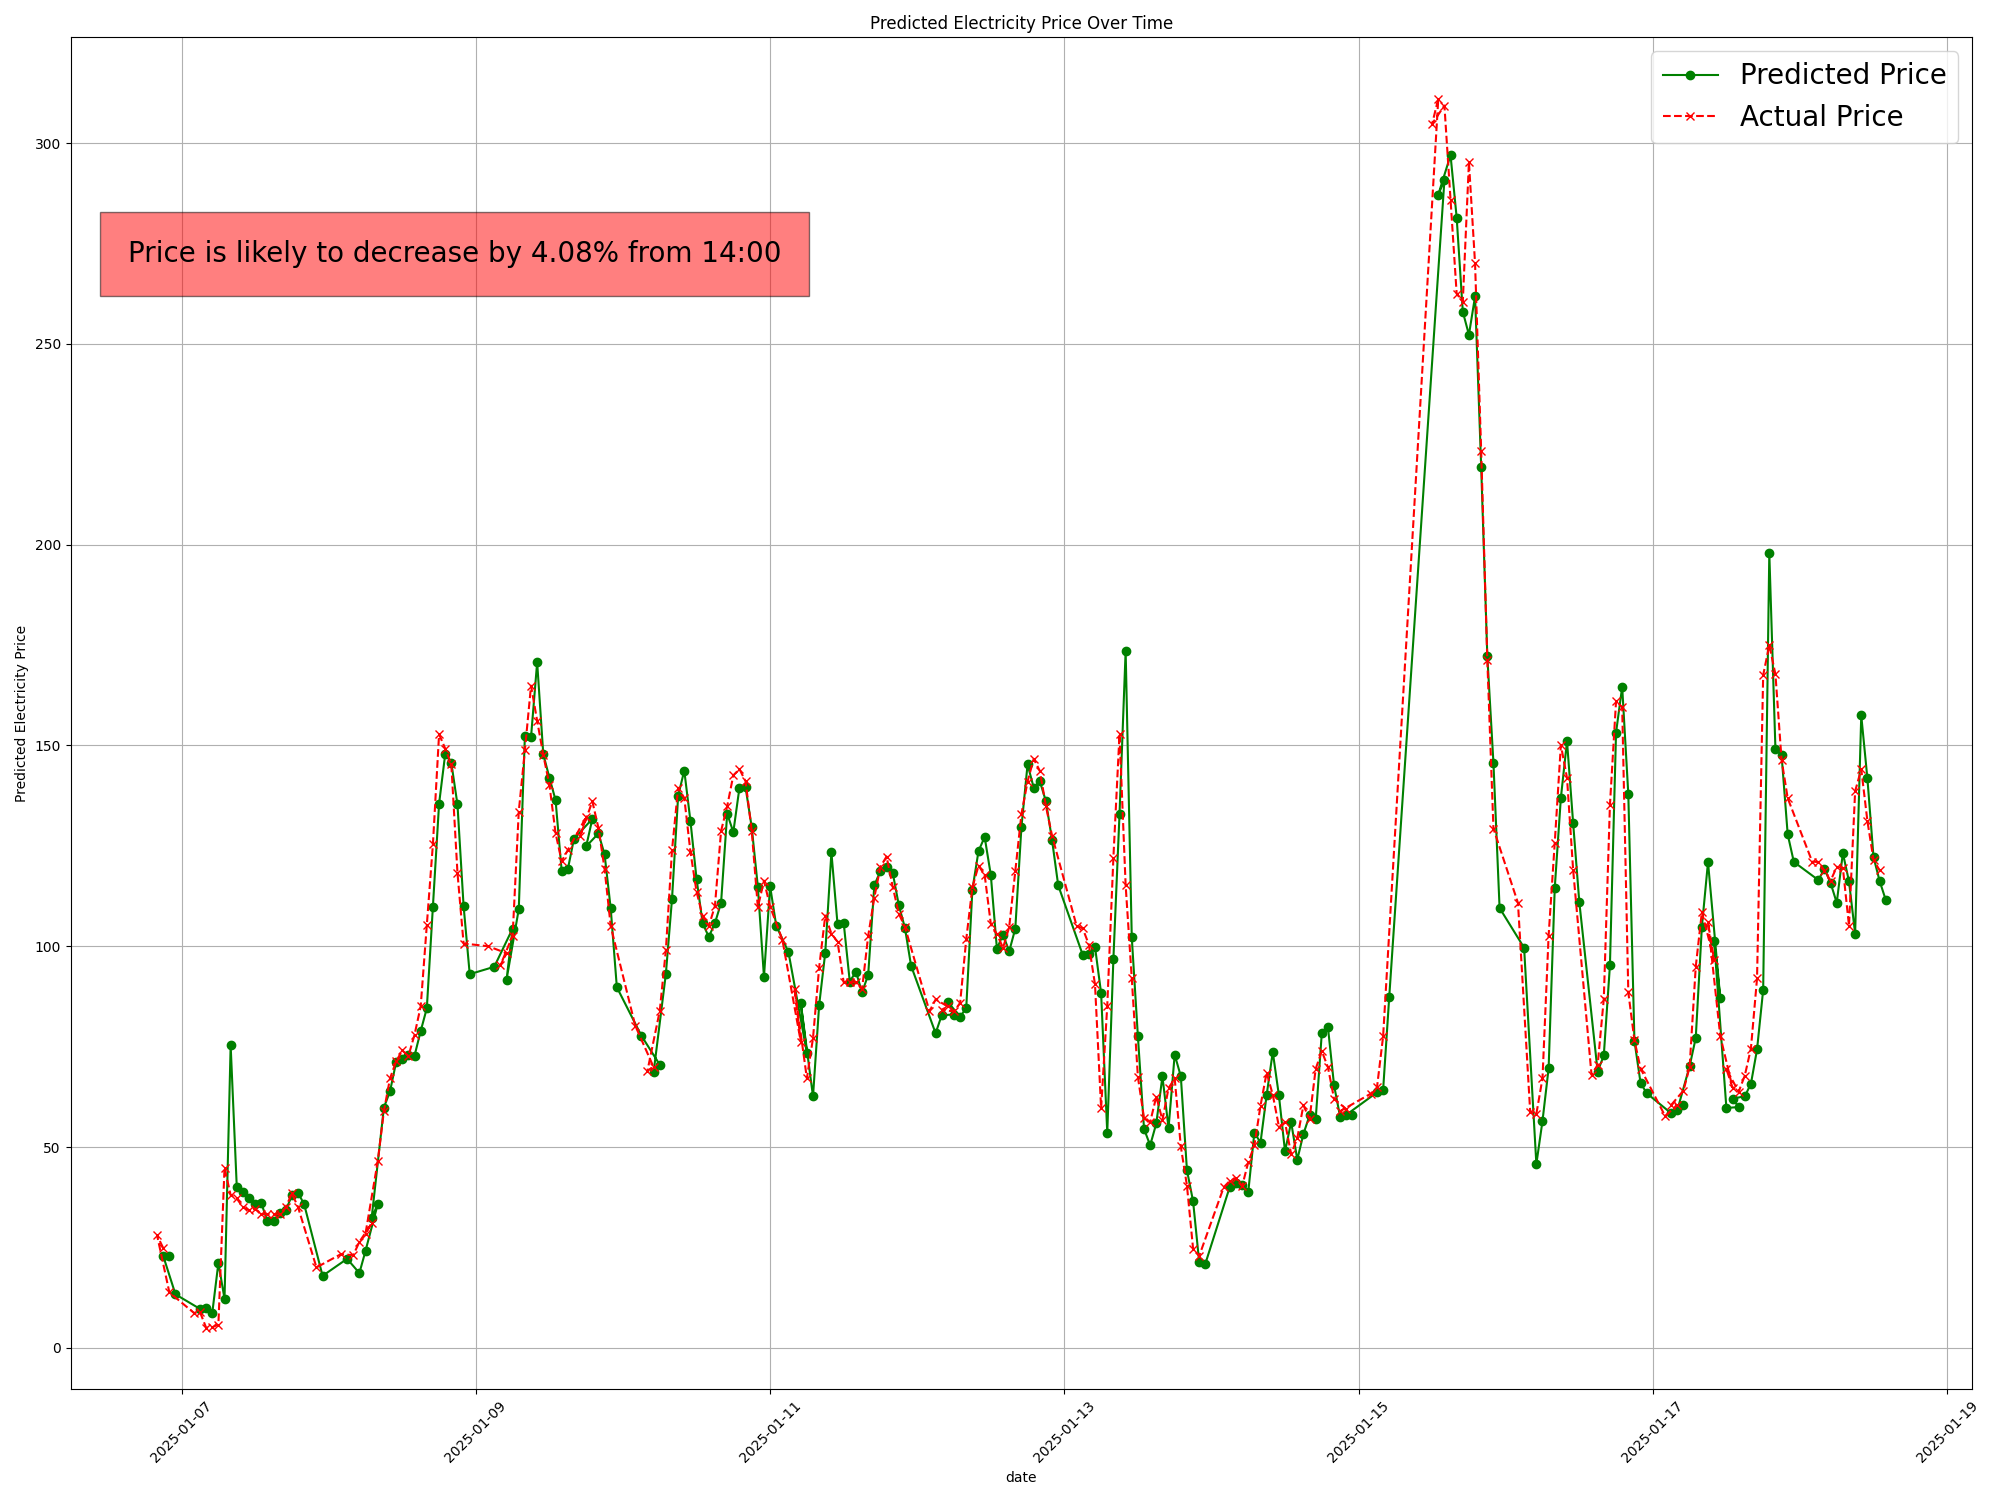 Predicted Electricity Price Over Time
Predicted Price
Actual Price
Price is likely to decrease by 4.08% from 14:00
Predicted Electricity Price
300
250
200
150
100
50
0
2025-01-07
2025-01-09
2025-01-11
2025-01-13
2025-01-15
2025-01-17
2025-01-19
date